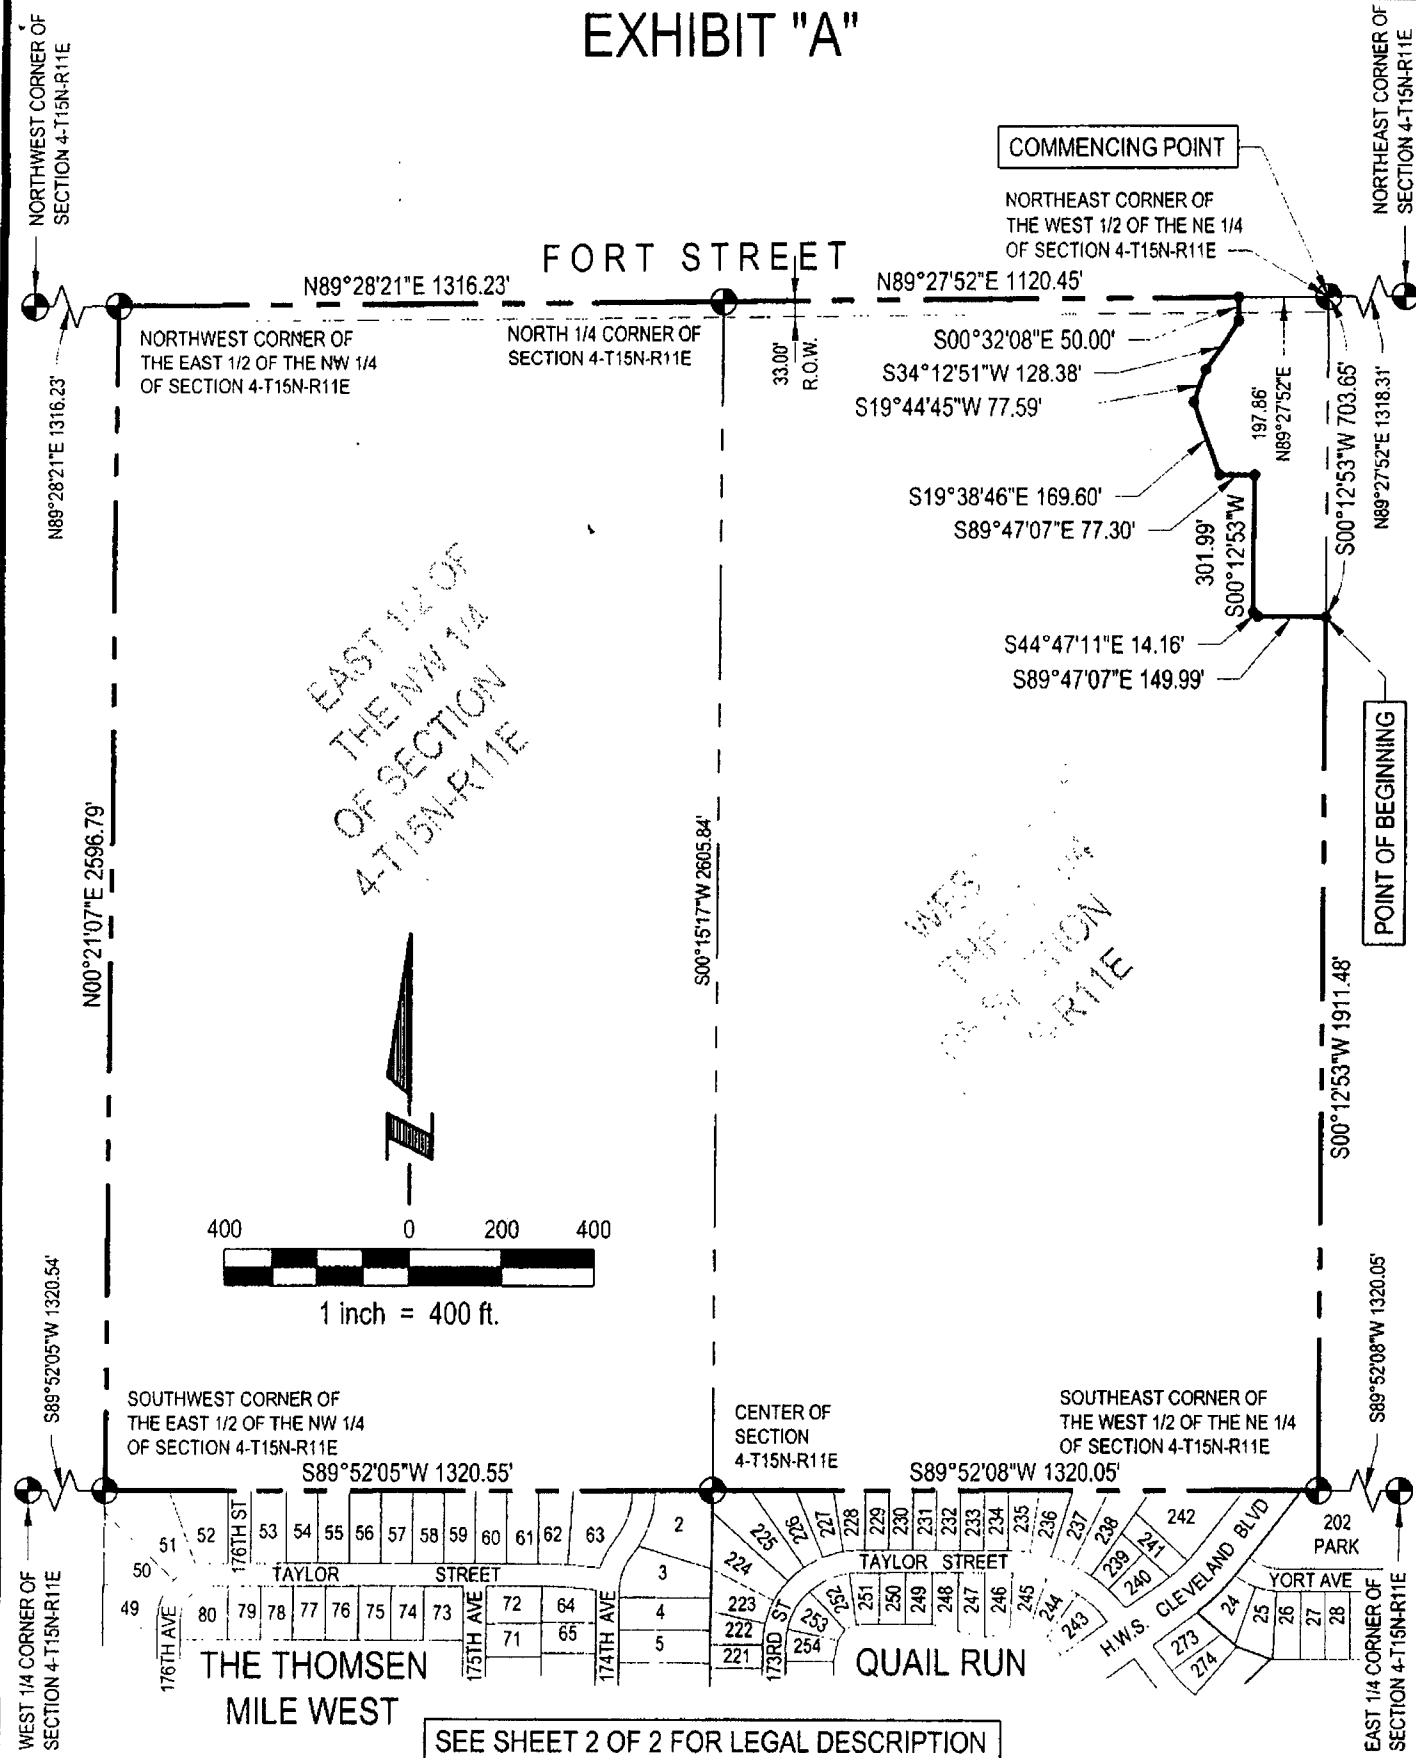 EXHIBIT "A"
NORTHWEST CORNER OF
SECTION 4-T15N-R11E
NORTHEAST CORNER OF
SECTION 4-T15N-R11E
COMMENCING POINT
NORTHEAST CORNER OF
THE WEST 1/2 OF THE NE 1/4
OF SECTION 4-T15N-R11E
FORT STREET
N89°28'21"E 1316.23'
N89°27'52"E 1120.45'
NORTHWEST CORNER OF
THE EAST 1/2 OF THE NW 1/4
OF SECTION 4-T15N-R11E
NORTH 1/4 CORNER OF
SECTION 4-T15N-R11E
33.00'
R.O.W.
S00°32'08"E 50.00'
S34°12'51"W 128.38'
S19°44'45"W 77.59'
197.86'
N89°27'52"E
S00°12'53"W 703.65'
N89°27'52"E 1318.31'
N89°28'21"E 1316.23'
S19°38'46"E 169.60'
S89°47'07"E 77.30'
301.99'
S00°12'53"W
S44°47'11"E 14.16'
S89°47'07"E 149.99'
POINT OF BEGINNING
EAST 1/2 OF
THE NW 1/4
OF SECTION
4-T15N-R11E
N00°21'07"E 2596.79'
S00°15'17"W 2605.84'
R11E
S00°12'53"W 1911.48'
400 0 200 400
1 inch = 400 ft.
S89°52'05"W 1320.54'
S89°52'08"W 1320.05'
SOUTHWEST CORNER OF
THE EAST 1/2 OF THE NW 1/4
OF SECTION 4-T15N-R11E
CENTER OF
SECTION
4-T15N-R11E
SOUTHEAST CORNER OF
THE WEST 1/2 OF THE NE 1/4
OF SECTION 4-T15N-R11E
S89°52'05"W 1320.55'
S89°52'08"W 1320.05'
WEST 1/4 CORNER OF
SECTION 4-T15N-R11E
EAST 1/4 CORNER OF
SECTION 4-T15N-R11E
49 50 51 52
176TH ST
53 54 55 56 57 58 59 60 61 62 63
2
3
4
5
TAYLOR STREET
176TH AVE
80 79 78 77 76 75 74 73
175TH AVE
72 64
71 65
174TH AVE
THE THOMSEN
MILE WEST
221 222 223 224 225 226 227 228 229 230 231 232 233 234 235 236 237 238
239 240 241 242
TAYLOR STREET
173RD ST
254 253 252 251 250 249 248 247 246 245 244 243
QUAIL RUN
H.W.S. CLEVELAND BLVD
202
PARK
YORT AVE
24 25 26 27 28
273
274
SEE SHEET 2 OF 2 FOR LEGAL DESCRIPTION